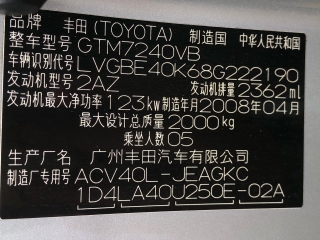 品牌 丰田(TOYOTA) 制造国 中华人民共和国
整车型号 GTM7240VB
车辆识别代号 LVGBE40K68G222190
发动机型号 2AZ 发动机排量 2362ml
发动机最大净功率 123kw 制造年月 2008年04月
最大设计总质量 2000kg
乘坐人数 05
生产厂名 广州丰田汽车有限公司
制造厂专用号 ACV40L-JEAGKC
1D4LA40U250E-02A